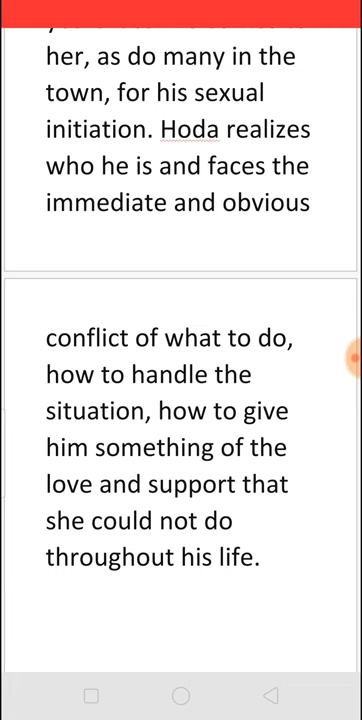 her, as do many in the
town, for his sexual
initiation. Hoda realizes
who he is and faces the
immediate and obvious
conflict of what to do,
how to handle the
situation, how to give
him something of the
love and support that
she could not do
throughout his life.